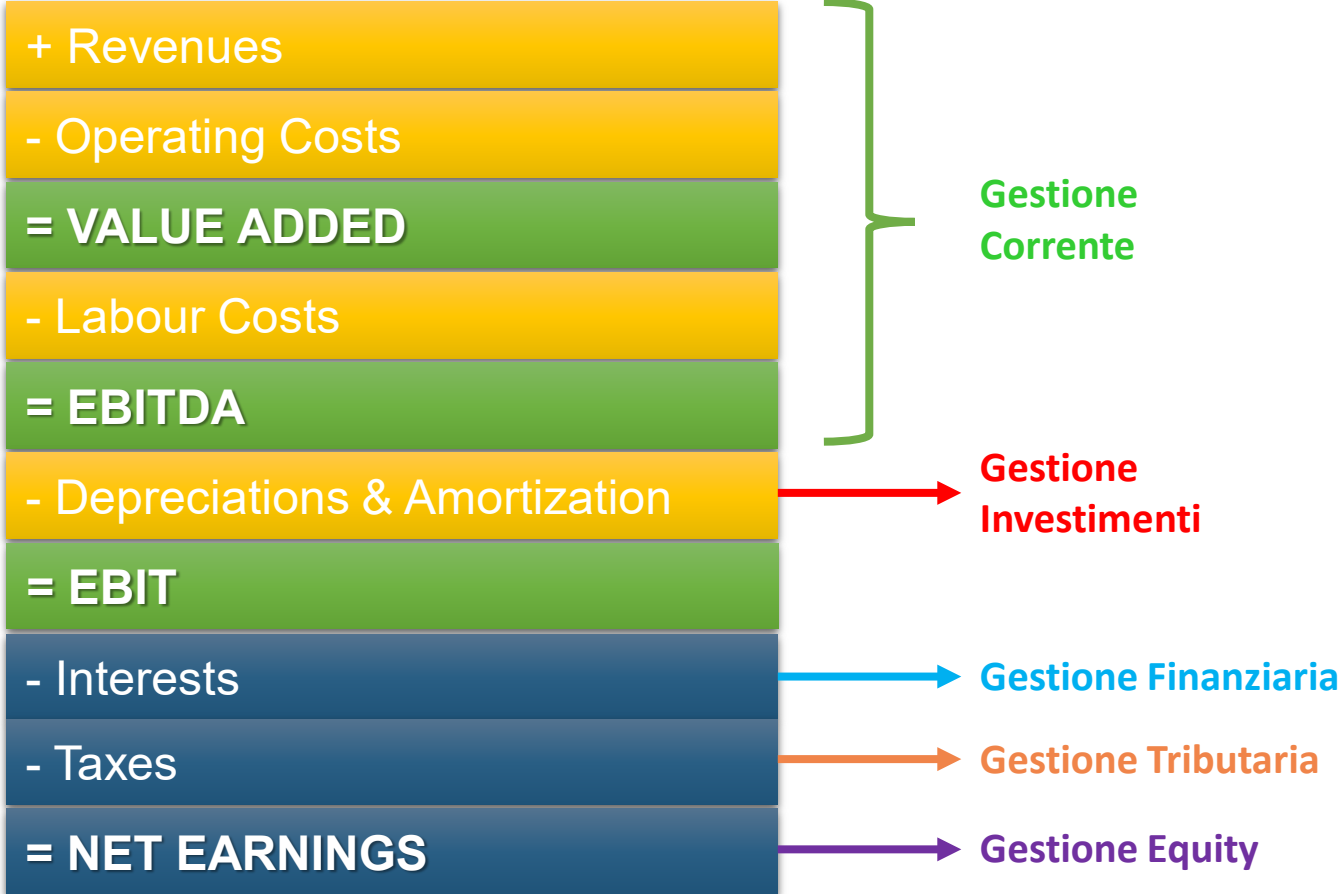 + Revenues
- Operating Costs
= VALUE ADDED
Gestione
Corrente
- Labour Costs
= EBITDA
- Depreciations & Amortization
Gestione
Investimenti
= EBIT
- Interests
Gestione Finanziaria
- Taxes
Gestione Tributaria
= NET EARNINGS
Gestione Equity